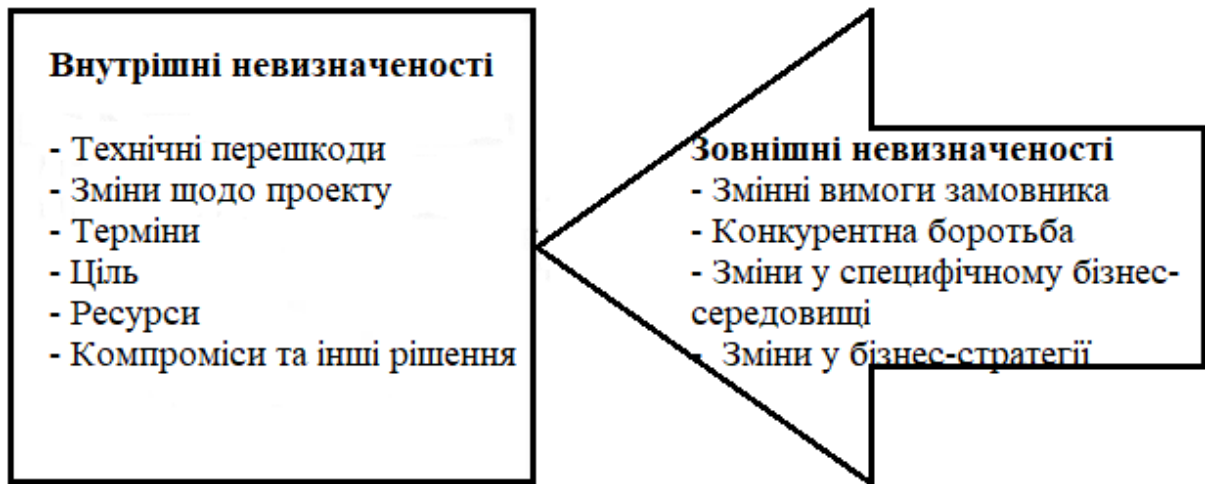 Внутрішні невизначеності
- Технічні перешкоди
- Зміни щодо проекту
- Терміни
- Ціль
- Ресурси
- Компроміси та інші рішення
Зовнішні невизначеності
- Змінні вимоги замовника
- Конкурентна боротьба
- Зміни у специфічному бізнес-
середовищі
- Зміни у бізнес-стратегії